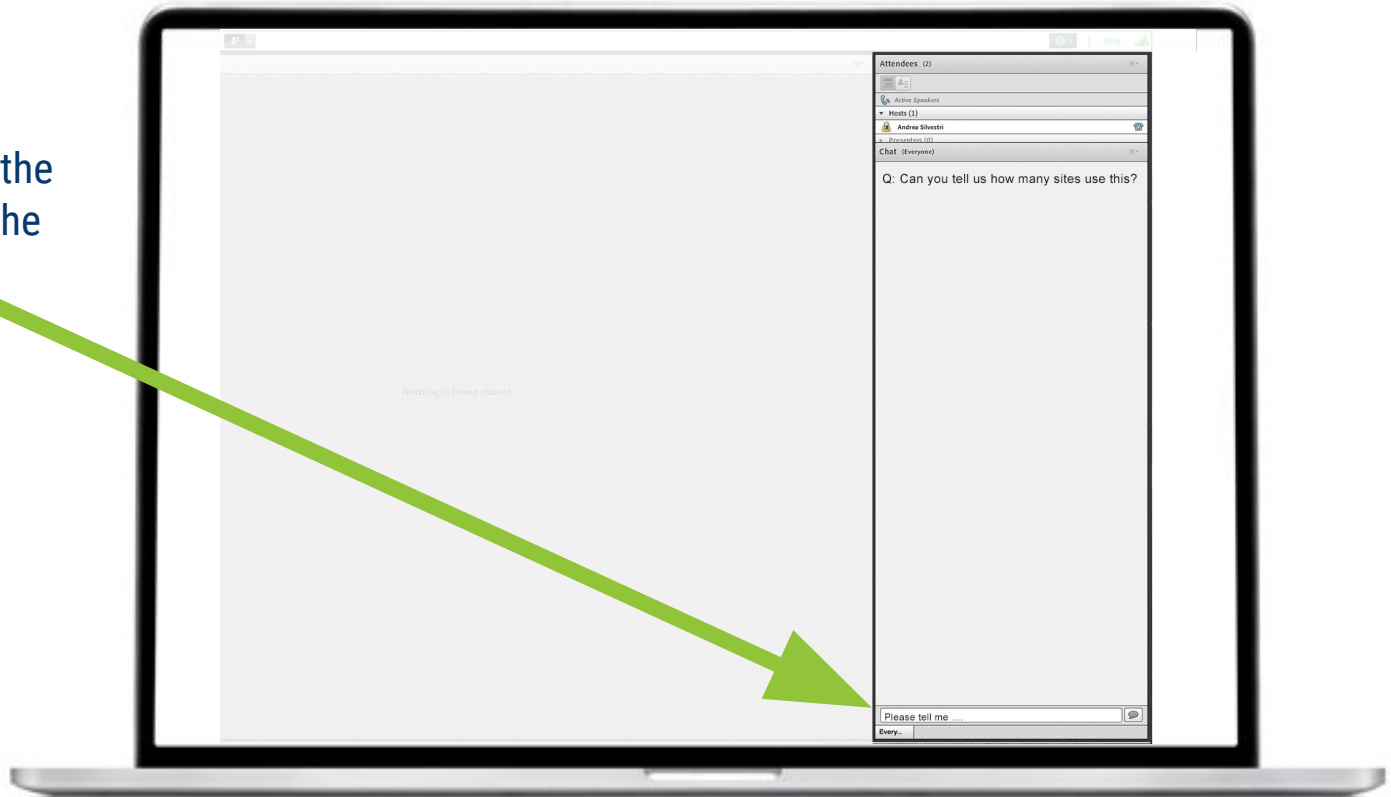 the
he
Help
Attendees (2)
Active Speakers
Hosts (1)
Andrea Silvestri
Presenters (0)
Chat (Everyone)
Q: Can you tell us how many sites use this?
Nothing is being shared.
Please tell me ....
Every...